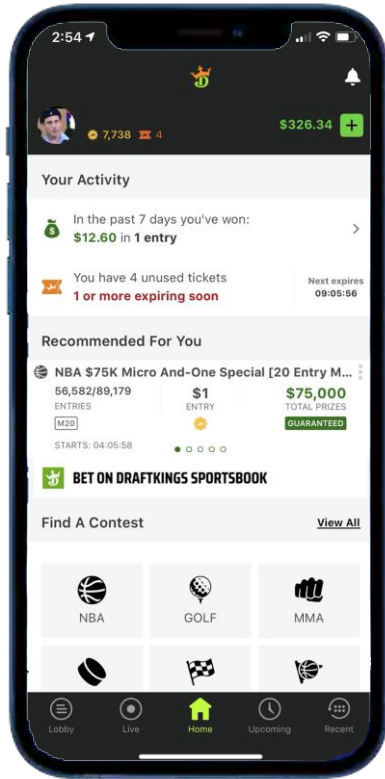 2:54
$326.34 +
7,738 4
Your Activity
In the past 7 days you've won:
$12.60 in 1 entry
You have 4 unused tickets
1 or more expiring soon
Next expires
09:05:56
Recommended For You
NBA $75K Micro And-One Special [20 Entry M...
56,582/89,179
ENTRIES
M20
$1
ENTRY
$75,000
TOTAL PRIZES
GUARANTEED
STARTS: 04:05:58
BET ON DRAFTKINGS SPORTSBOOK
Find A Contest
View All
NBA
GOLF
MMA
Lobby
Live
Home
Upcoming
Recent